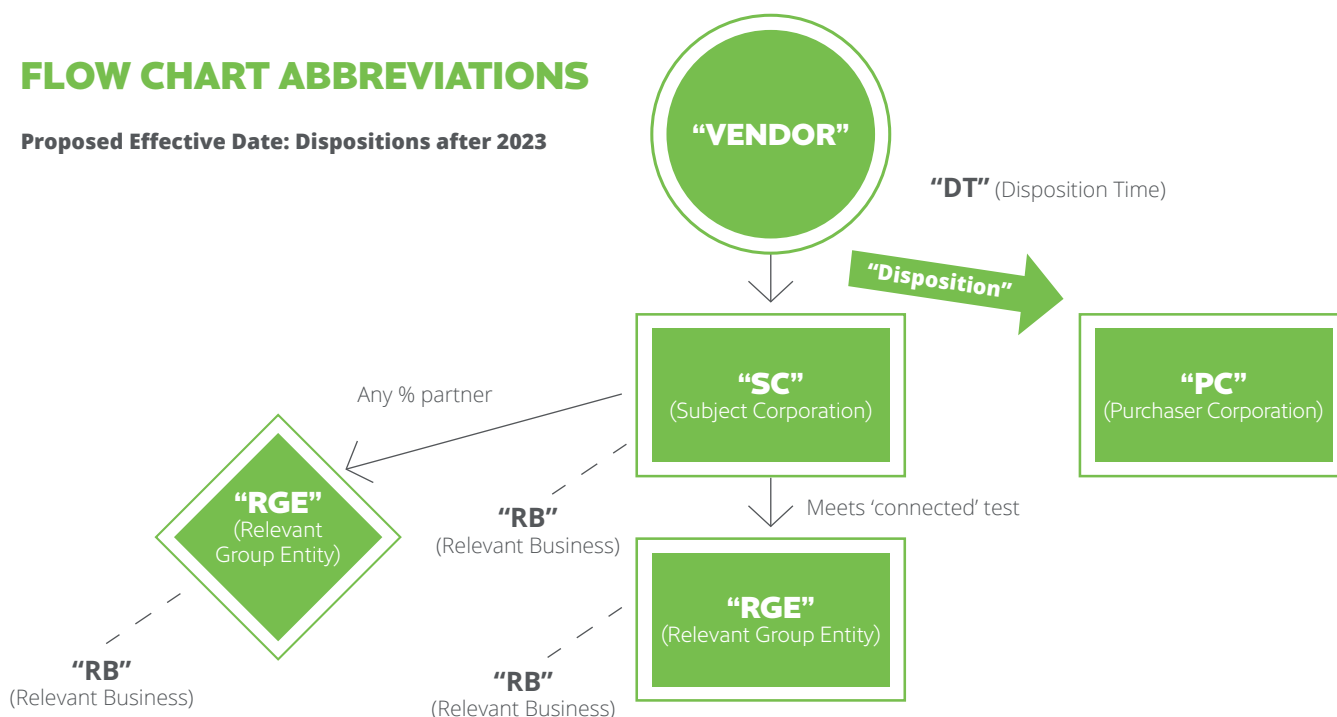 FLOW CHART ABBREVIATIONS
Proposed Effective Date: Dispositions after 2023
“VENDOR”
“DT” (Disposition Time)
“Disposition”
“SC”
(Subject Corporation)
“PC”
(Purchaser Corporation)
Any % partner
“RGE”
(Relevant
Group Entity)
“RB”
(Relevant Business)
Meets ‘connected’ test
“RGE”
(Relevant Group Entity)
“RB”
(Relevant Business)
“RB”
(Relevant Business)